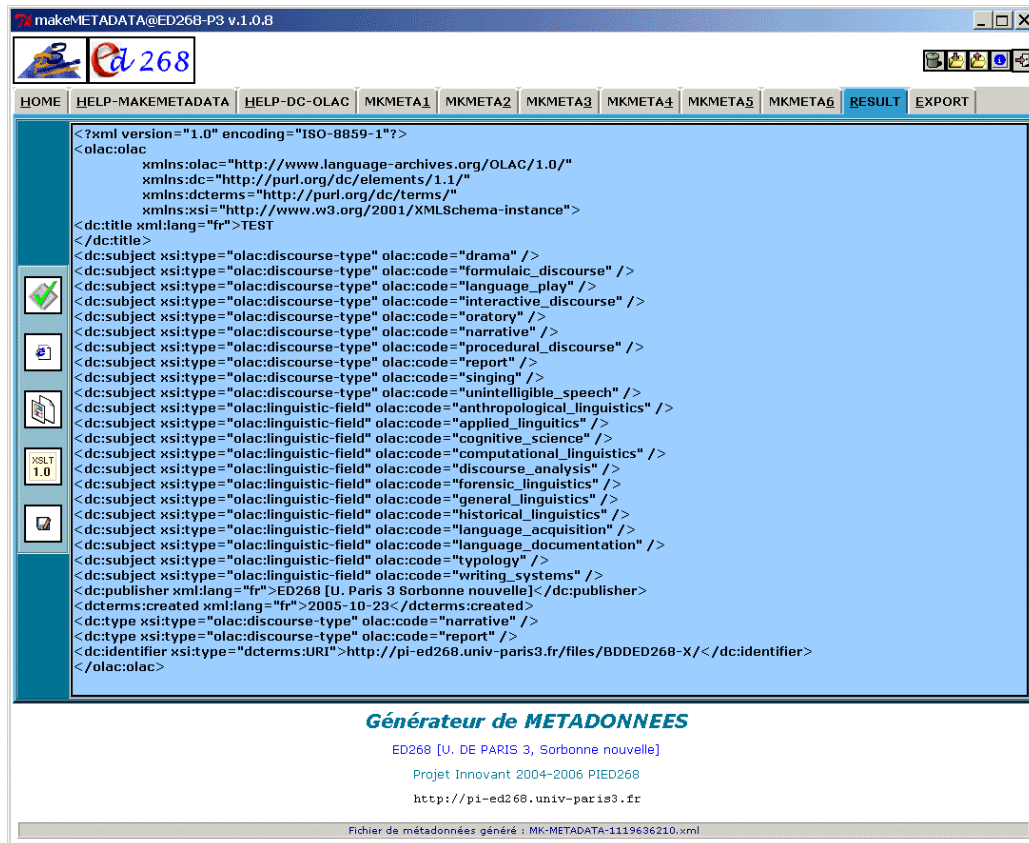 makeMETADATA@ED268-P3 v.1.0.8
ed 268
HOME HELP-MAKEMETADATA HELP-DC-OLAC MKMETA1 MKMETA2 MKMETA3 MKMETA4 MKMETA5 MKMETA6 RESULT EXPORT
<?xml version="1.0" encoding="ISO-8859-1"?>
<olac:olac
xmlns:olac="http://www.language-archives.org/OLAC/1.0/"
xmlns:dc="http://purl.org/dc/elements/1.1/"
xmlns:dcterms="http://purl.org/dc/terms/"
xmlns:xsi="http://www.w3.org/2001/XMLSchema-instance">
<dc:title xml:lang="fr">TEST
</dc:title>
<dc:subject xsi:type="olac:discourse-type" olac:code="drama" />
<dc:subject xsi:type="olac:discourse-type" olac:code="formulaic_discourse" />
<dc:subject xsi:type="olac:discourse-type" olac:code="language_play" />
<dc:subject xsi:type="olac:discourse-type" olac:code="interactive_discourse" />
<dc:subject xsi:type="olac:discourse-type" olac:code="oratory" />
<dc:subject xsi:type="olac:discourse-type" olac:code="narrative" />
<dc:subject xsi:type="olac:discourse-type" olac:code="procedural_discourse" />
<dc:subject xsi:type="olac:discourse-type" olac:code="report" />
<dc:subject xsi:type="olac:discourse-type" olac:code="singing" />
<dc:subject xsi:type="olac:discourse-type" olac:code="unintelligible_speech" />
<dc:subject xsi:type="olac:linguistic-field" olac:code="anthropological_linguistics" />
<dc:subject xsi:type="olac:linguistic-field" olac:code="applied_linguitics" />
<dc:subject xsi:type="olac:linguistic-field" olac:code="cognitive_science" />
<dc:subject xsi:type="olac:linguistic-field" olac:code="computational_linguistics" />
<dc:subject xsi:type="olac:linguistic-field" olac:code="discourse_analysis" />
<dc:subject xsi:type="olac:linguistic-field" olac:code="forensic_linguistics" />
<dc:subject xsi:type="olac:linguistic-field" olac:code="general_linguistics" />
<dc:subject xsi:type="olac:linguistic-field" olac:code="historical_linguistics" />
<dc:subject xsi:type="olac:linguistic-field" olac:code="language_acquisition" />
<dc:subject xsi:type="olac:linguistic-field" olac:code="language_documentation" />
<dc:subject xsi:type="olac:linguistic-field" olac:code="typology" />
<dc:subject xsi:type="olac:linguistic-field" olac:code="writing_systems" />
<dc:publisher xml:lang="fr">ED268 [U. Paris 3 Sorbonne nouvelle]</dc:publisher>
<dcterms:created xml:lang="fr">2005-10-23</dcterms:created>
<dc:type xsi:type="olac:discourse-type" olac:code="narrative" />
<dc:type xsi:type="olac:discourse-type" olac:code="report" />
<dc:identifier xsi:type="dcterms:URI">http://pi-ed268.univ-paris3.fr/files/BDDED268-X/</dc:identifier>
</olac:olac>
XSLT
1.0
Générateur de METADONNEES
ED268 [U. DE PARIS 3, Sorbonne nouvelle]
Projet Innovant 2004-2006 PIED268
http://pi-ed268.univ-paris3.fr
Fichier de métadonnées généré : MK-METADATA-1119636210.xml